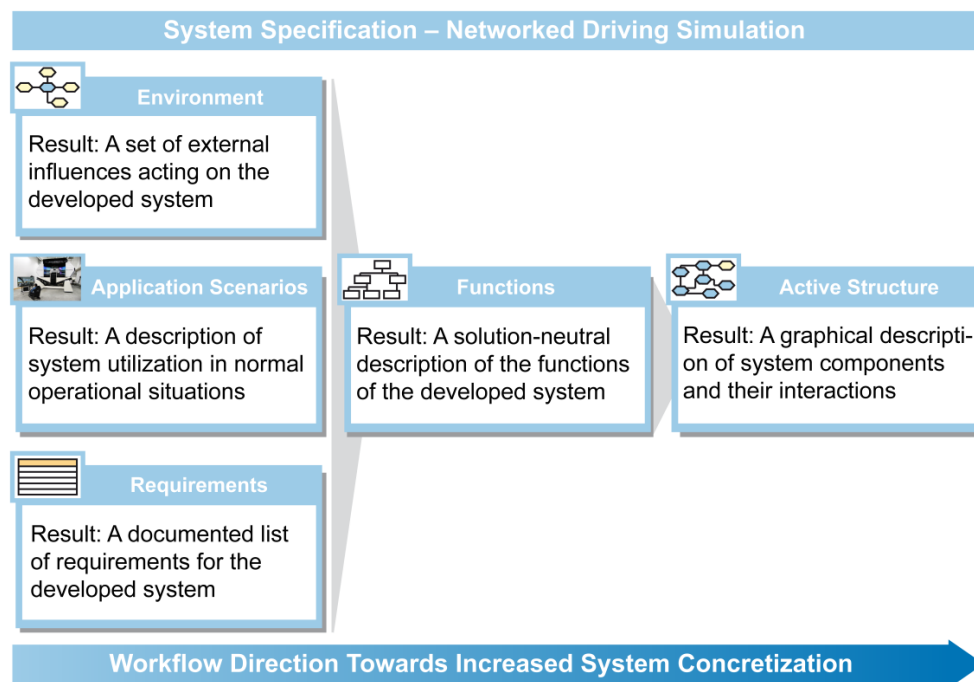 System Specification – Networked Driving Simulation
Environment
Result: A set of external
influences acting on the
developed system
Application Scenarios
Result: A description of
system utilization in normal
operational situations
Requirements
Result: A documented list
of requirements for the
developed system
Functions
Result: A solution-neutral
description of the functions
of the developed system
Active Structure
Result: A graphical descripti-
on of system components
and their interactions
Workflow Direction Towards Increased System Concretization